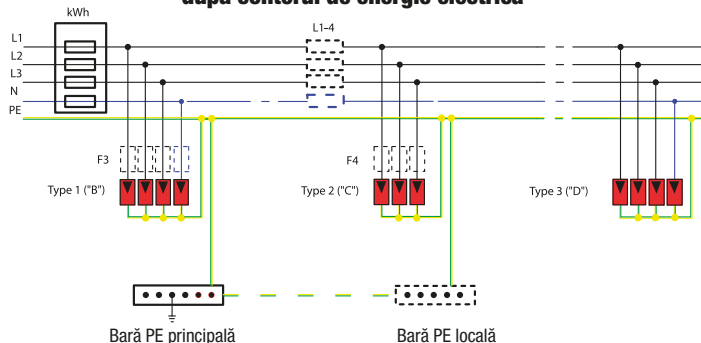 după contorul de energie electrică
kWh
L1-4
L1
L2
L3
N
PE
F3
F4
Type 1 ("B")
Type 2 ("C")
Type 3 ("D")
Bară PE principală
Bară PE locală